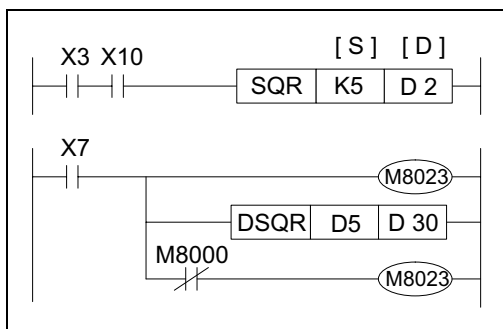 [ S ] [ D ]
X3 X10
SQR K5 D 2
X7
M8023
DSQR D5 D 30
M8000
M8023